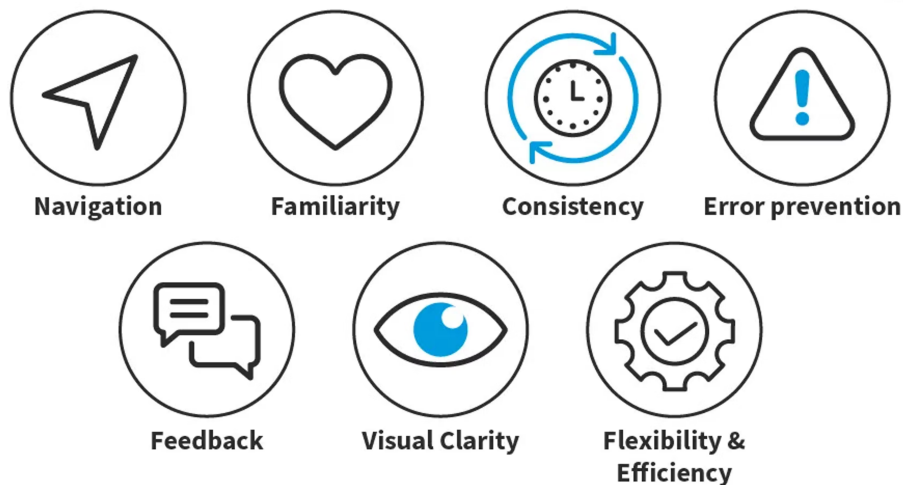 Navigation
Familiarity
Consistency
Error prevention
Feedback
Visual Clarity
Flexibility &
Efficiency